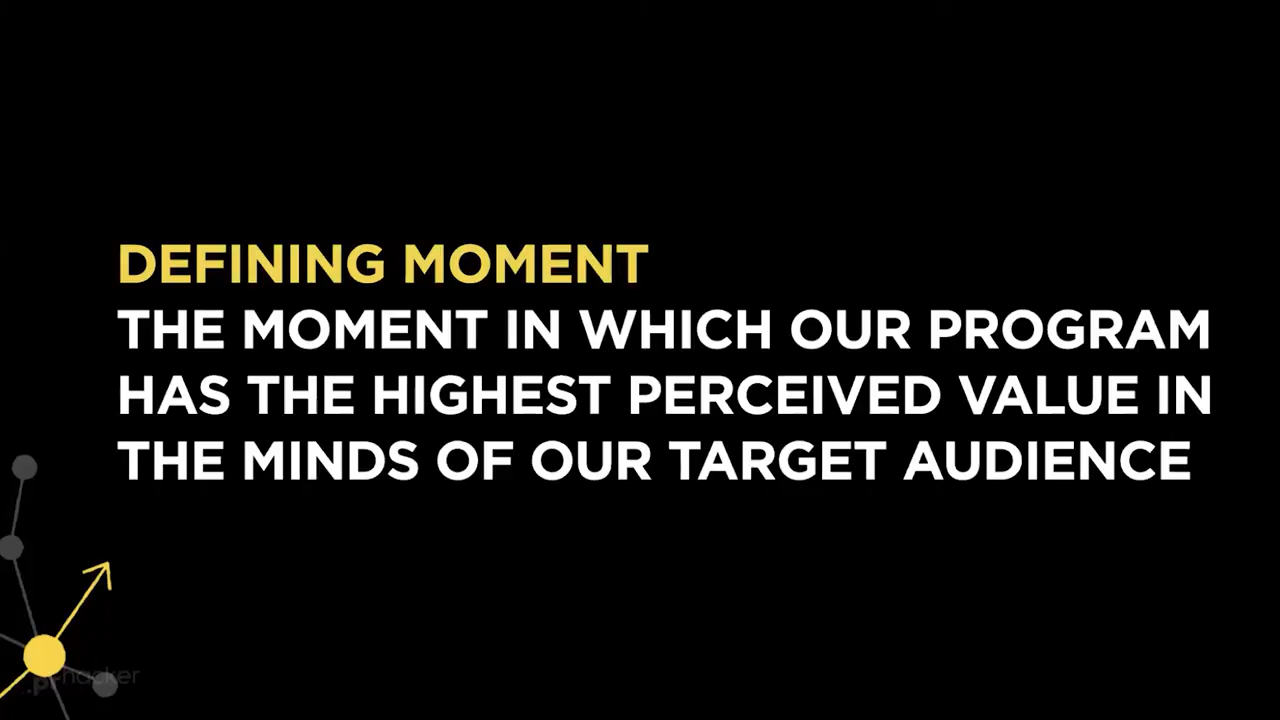 DEFINING MOMENT
THE MOMENT IN WHICH OUR PROGRAM
HAS THE HIGHEST PERCEIVED VALUE IN
THE MINDS OF OUR TARGET AUDIENCE
hacker